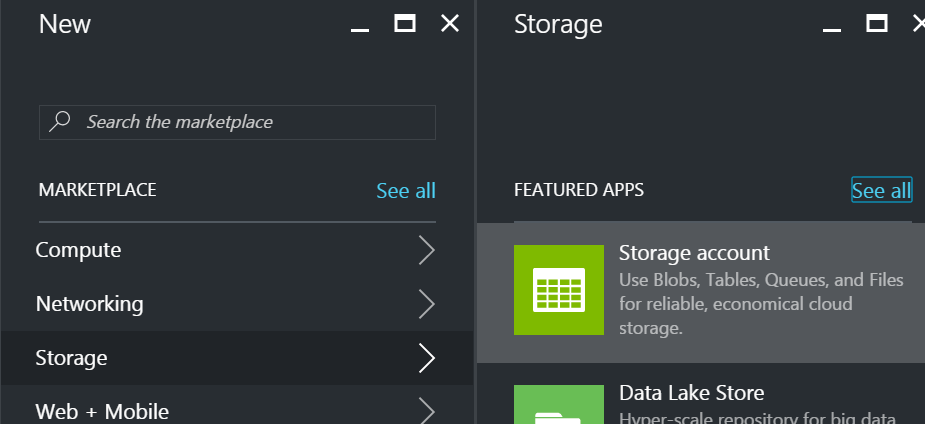 New
Search the marketplace
MARKETPLACE See all
Compute
Networking
Storage
Web + Mobile
Storage
FEATURED APPS See all
Storage account
Use Blobs, Tables, Queues, and Files
for reliable, economical cloud
storage.
Data Lake Store
Hyper-scale repository for big data